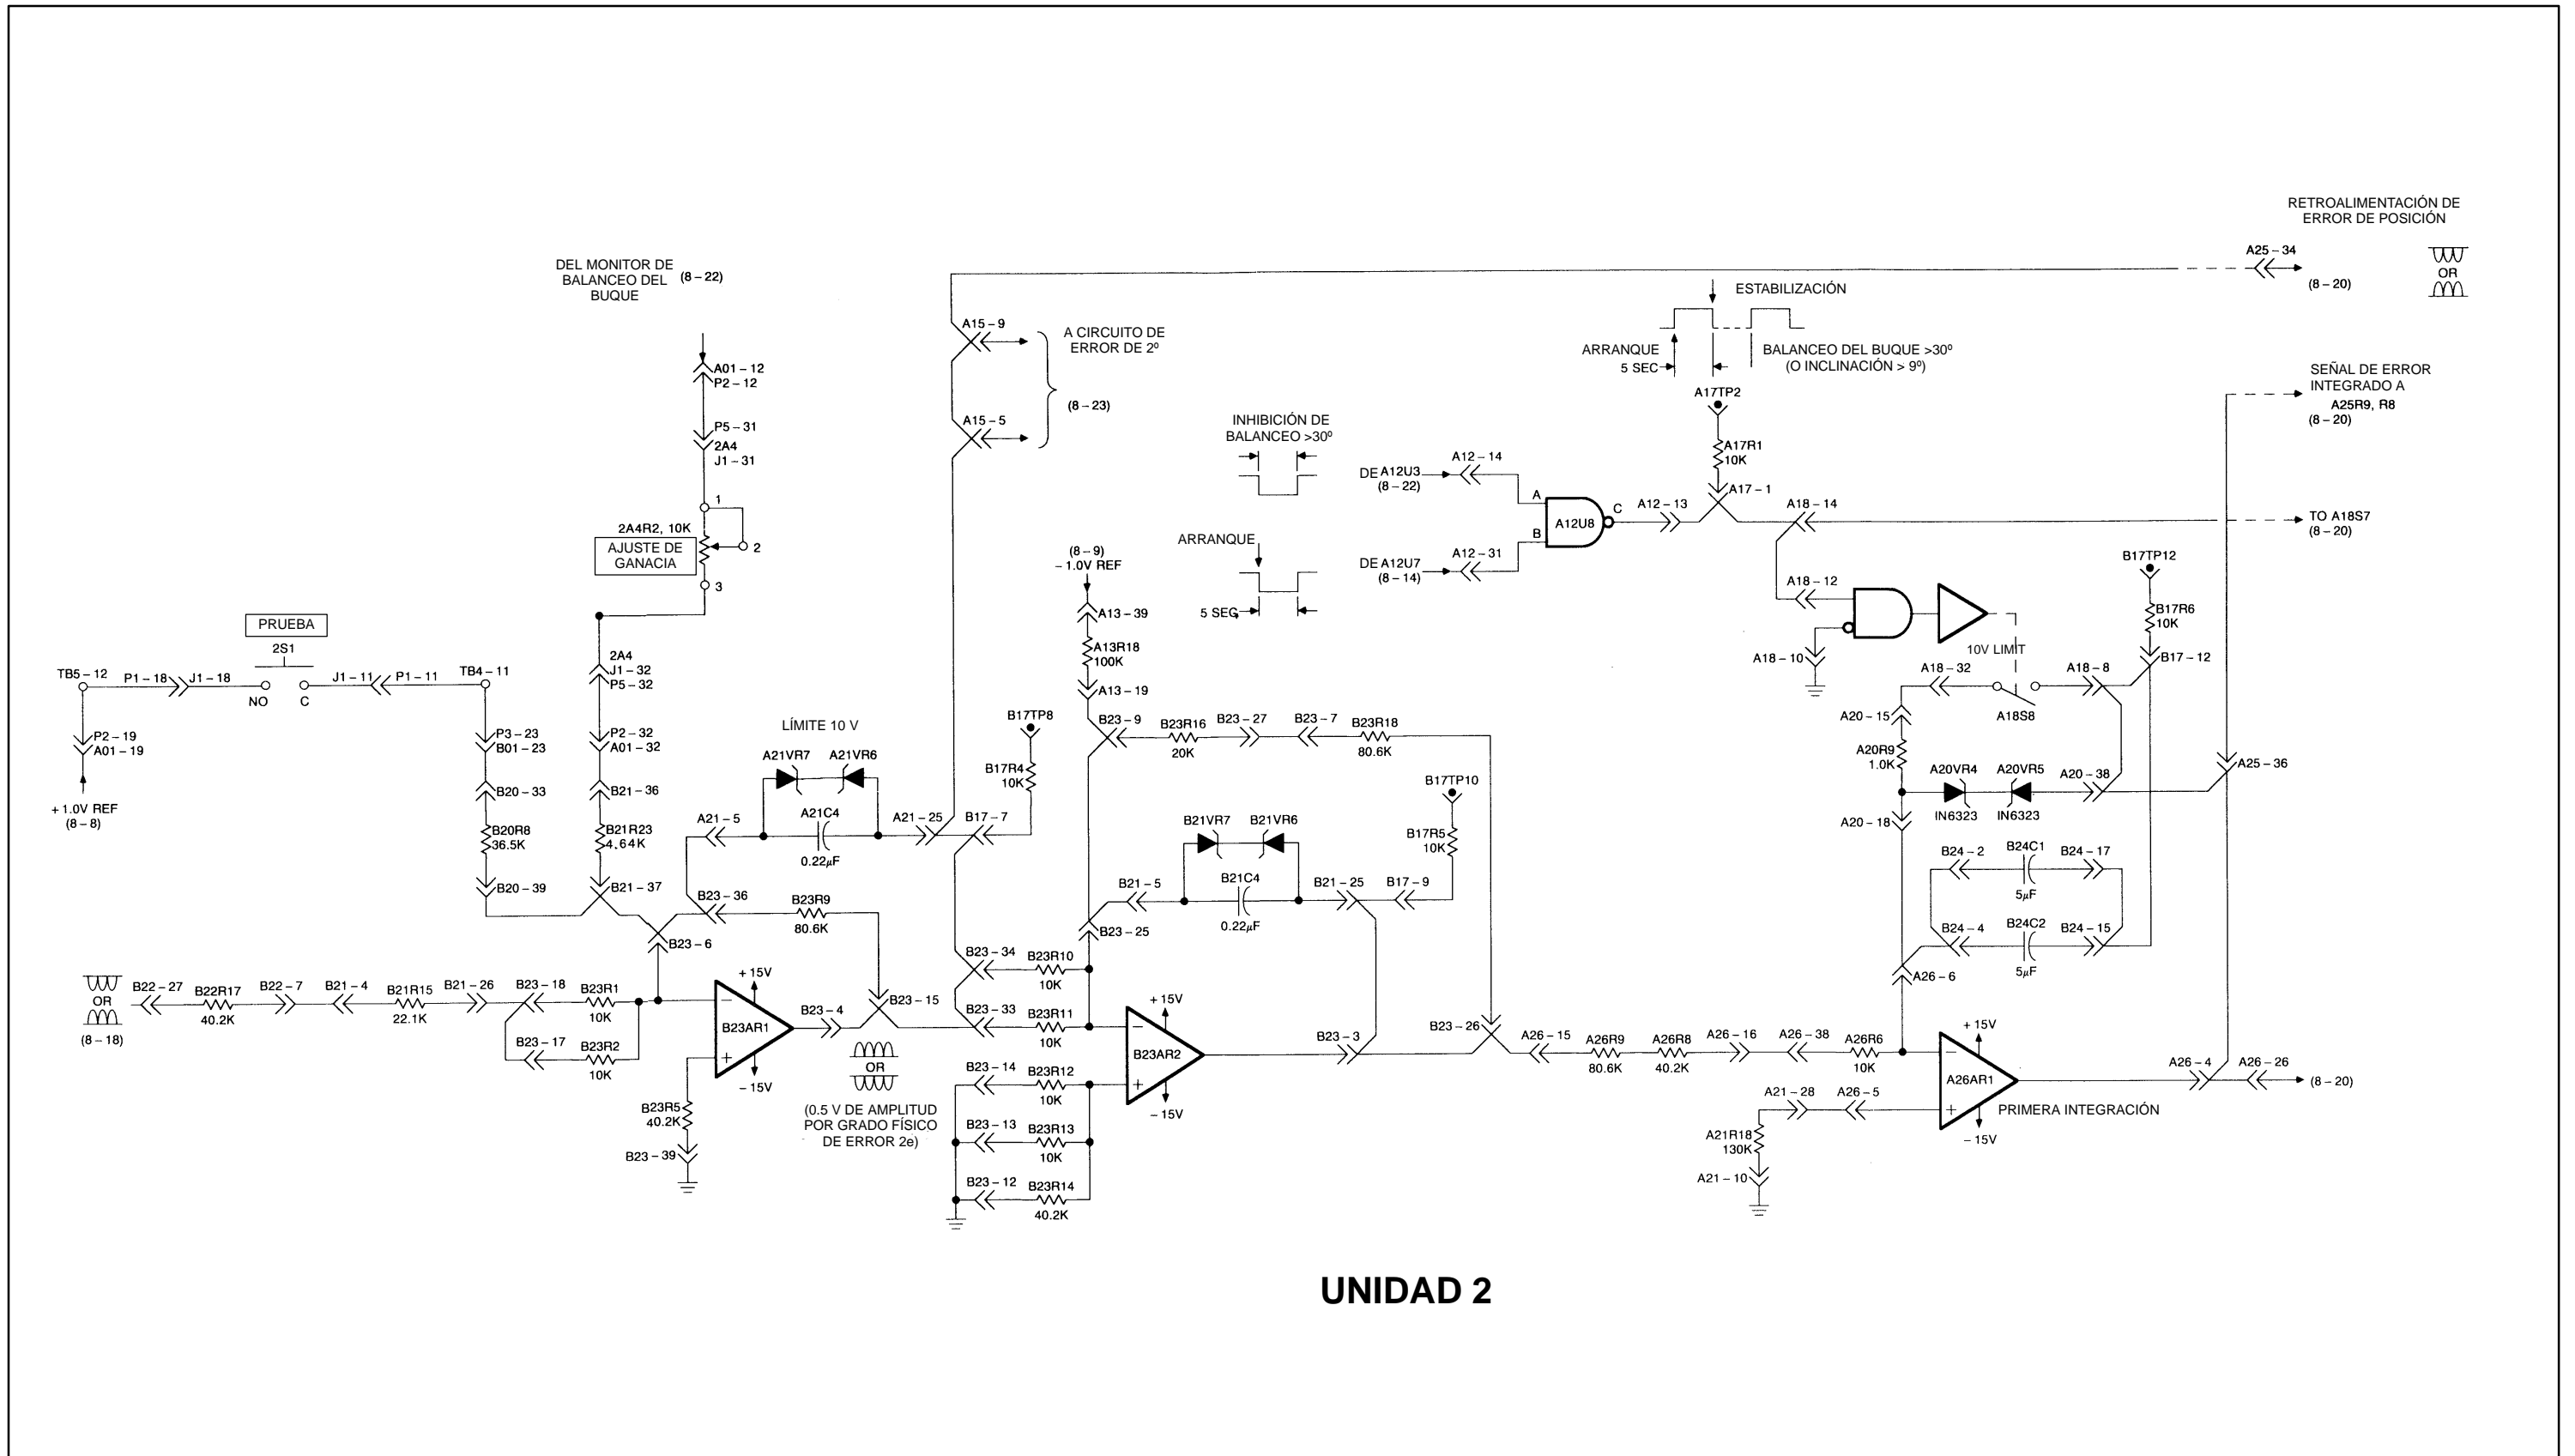 RETROALIMENTACIÓN DE
ERROR DE POSICIÓN
A25 – 34
OR
(8 – 20)
DEL MONITOR DE
BALANCEO DEL
BUQUE
(8 – 22)
A01 – 12
P2 – 12
P5 – 31
2A4
J1 – 31
1
2A4R2, 10K
AJUSTE DE
GANACIA
2
3
2A4
J1 – 32
P5 – 32
P2 – 32
A01 – 32
B21 – 36
B21R23
4.64K
B21 – 37
A15 – 9
A CIRCUITO DE
ERROR DE 2º
(8 – 23)
A15 – 5
ESTABILIZACIÓN
ARRANQUE
5 SEC
BALANCEO DEL BUQUE >30º
(O INCLINACIÓN > 9º)
A17TP2
A17R1
10K
A17 – 1
SEÑAL DE ERROR
INTEGRADO A
A25R9, R8
(8 – 20)
INHIBICIÓN DE
BALANCEO >30º
DE A12U3
(8 – 22)
A12 – 14
A
B
C
A12U8
A12 – 13
A18 – 14
TO A18S7
(8 – 20)
ARRANQUE
5 SEG
DE A12U7
(8 – 14)
A12 – 31
A18 – 12
A18 – 10
10V LIMIT
B17TP12
B17R6
10K
B17 – 12
A18 – 32
A18 – 8
A18S8
A20 – 15
A20R9
1.0K
A20VR4
A20VR5
IN6323
IN6323
A20 – 38
A25 – 36
A20 – 18
B24 – 2
B24C1
B24 – 17
5µF
B24 – 4
B24C2
B24 – 15
5µF
A26 – 6
PRUEBA
2S1
TB5 – 12
P1 – 18
J1 – 18
NO
C
J1 – 11
P1 – 11
TB4 – 11
P2 – 19
A01 – 19
+ 1.0V REF
(8 – 8)
P3 – 23
B01 – 23
B20 – 33
B20R8
36.5K
B20 – 39
LÍMITE 10 V
A21VR7
A21VR6
A21 – 5
A21C4
0.22µF
A21 – 25
B17 – 7
B17TP8
B17R4
10K
(8 – 9)
– 1.0V REF
A13 – 39
A13R18
100K
A13 – 19
B23 – 9
B23R16
20K
B23 – 27
B23 – 7
B23R18
80.6K
B17TP10
B17R5
10K
B21VR7
B21VR6
B21 – 5
B21C4
0.22µF
B21 – 25
B17 – 9
B23 – 25
B23 – 36
B23R9
80.6K
B23 – 6
OR
(8 – 18)
B22 – 27
B22R17
40.2K
B22 – 7
B21 – 4
B21R15
22.1K
B21 – 26
B23 – 18
B23R1
10K
B23 – 17
B23R2
10K
+ 15V
–
B23AR1
+
– 15V
B23R5
40.2K
B23 – 39
B23 – 4
B23 – 15
OR
(0.5 V DE AMPLITUD
POR GRADO FÍSICO
DE ERROR 2e)
B23 – 34
B23R10
10K
B23 – 33
B23R11
10K
B23 – 14
B23R12
10K
B23 – 13
B23R13
10K
B23 – 12
B23R14
40.2K
+ 15V
–
B23AR2
+
– 15V
B23 – 3
B23 – 26
A26 – 15
A26R9
80.6K
A26R8
40.2K
A26 – 16
A26 – 38
A26R6
10K
A21 – 28
A26 – 5
A21R18
130K
A21 – 10
+ 15V
–
A26AR1
+
– 15V
PRIMERA INTEGRACIÓN
A26 – 4
A26 – 26
(8 – 20)
UNIDAD 2